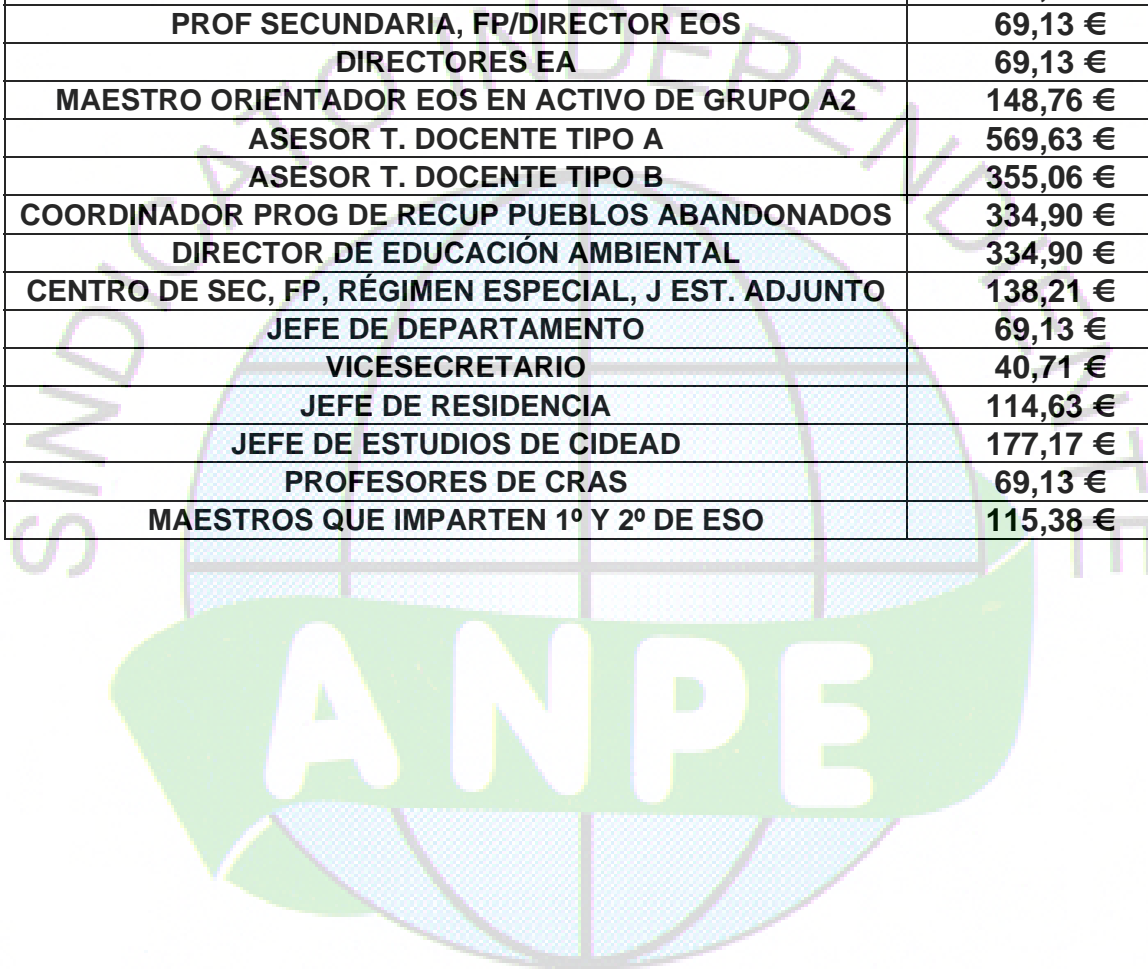 PROF SECUNDARIA, FP/DIRECTOR EOS 69,13 €
DIRECTORES EA 69,13 €
MAESTRO ORIENTADOR EOS EN ACTIVO DE GRUPO A2 148,76 €
ASESOR T. DOCENTE TIPO A 569,63 €
ASESOR T. DOCENTE TIPO B 355,06 €
COORDINADOR PROG DE RECUP PUEBLOS ABANDONADOS 334,90 €
DIRECTOR DE EDUCACIÓN AMBIENTAL 334,90 €
CENTRO DE SEC, FP, RÉGIMEN ESPECIAL, J EST. ADJUNTO 138,21 €
JEFE DE DEPARTAMENTO 69,13 €
VICESECRETARIO 40,71 €
JEFE DE RESIDENCIA 114,63 €
JEFE DE ESTUDIOS DE CIDEAD 177,17 €
PROFESORES DE CRAS 69,13 €
MAESTROS QUE IMPARTEN 1º Y 2º DE ESO 115,38 €
SINDICATO INDEPENDIENTE
ANPE